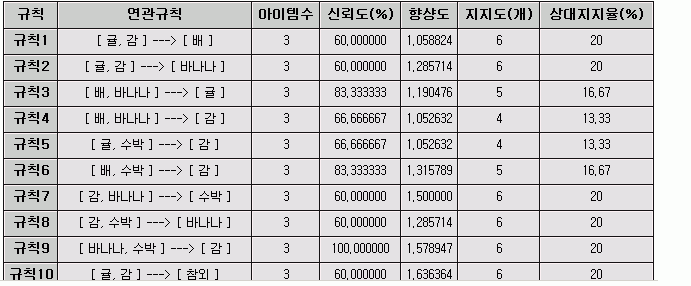 규칙 연관규칙 아이템수 신뢰도(%) 향상도 지지도(개) 상대지지율(%)
규칙1 [ 귤, 감 ] ---> [ 배 ] 3 60,000000 1,058824 6 20
규칙2 [ 귤, 감 ] ---> [ 바나나 ] 3 60,000000 1,285714 6 20
규칙3 [ 배, 바나나 ] ---> [ 귤 ] 3 83,333333 1,190476 5 16,67
규칙4 [ 배, 바나나 ] ---> [ 감 ] 3 66,666667 1,052632 4 13,33
규칙5 [ 귤, 수박 ] ---> [ 감 ] 3 66,666667 1,052632 4 13,33
규칙6 [ 배, 수박 ] ---> [ 감 ] 3 83,333333 1,315789 5 16,67
규칙7 [ 감, 바나나 ] ---> [ 수박 ] 3 60,000000 1,500000 6 20
규칙8 [ 감, 수박 ] ---> [ 바나나 ] 3 60,000000 1,285714 6 20
규칙9 [ 바나나, 수박 ] ---> [ 감 ] 3 100,000000 1,578947 6 20
규칙10 [ 귤, 감 ] ---> [ 참외 ] 3 60,000000 1,636364 6 20